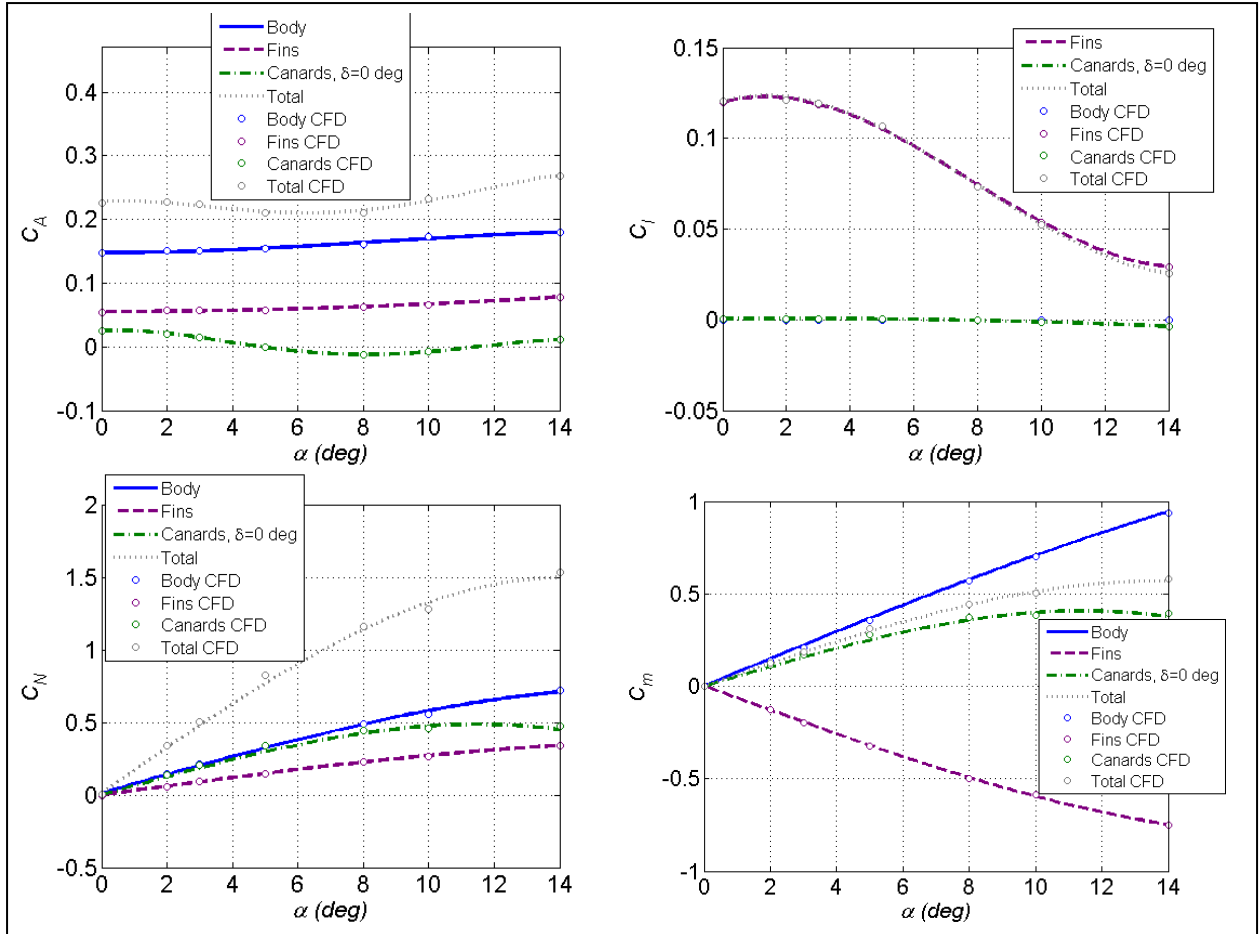 Body
Fins
Canards, δ=0 deg
Total
Body CFD
Fins CFD
Canards CFD
Total CFD
0.4
0.3
0.2
0.1
0
-0.1
C_A
0 2 4 6 8 10 12 14
α (deg)
Fins
Canards, δ=0 deg
Total
Body CFD
Fins CFD
Canards CFD
Total CFD
0.15
0.1
0.05
0
-0.05
C_l
0 2 4 6 8 10 12 14
α (deg)
Body
Fins
Canards, δ=0 deg
Total
Body CFD
Fins CFD
Canards CFD
Total CFD
2
1.5
1
0.5
0
-0.5
C_N
0 2 4 6 8 10 12 14
α (deg)
1
0.5
0
-0.5
-1
C_m
0 2 4 6 8 10 12 14
α (deg)
Body
Fins
Canards, δ=0 deg
Total
Body CFD
Fins CFD
Canards CFD
Total CFD